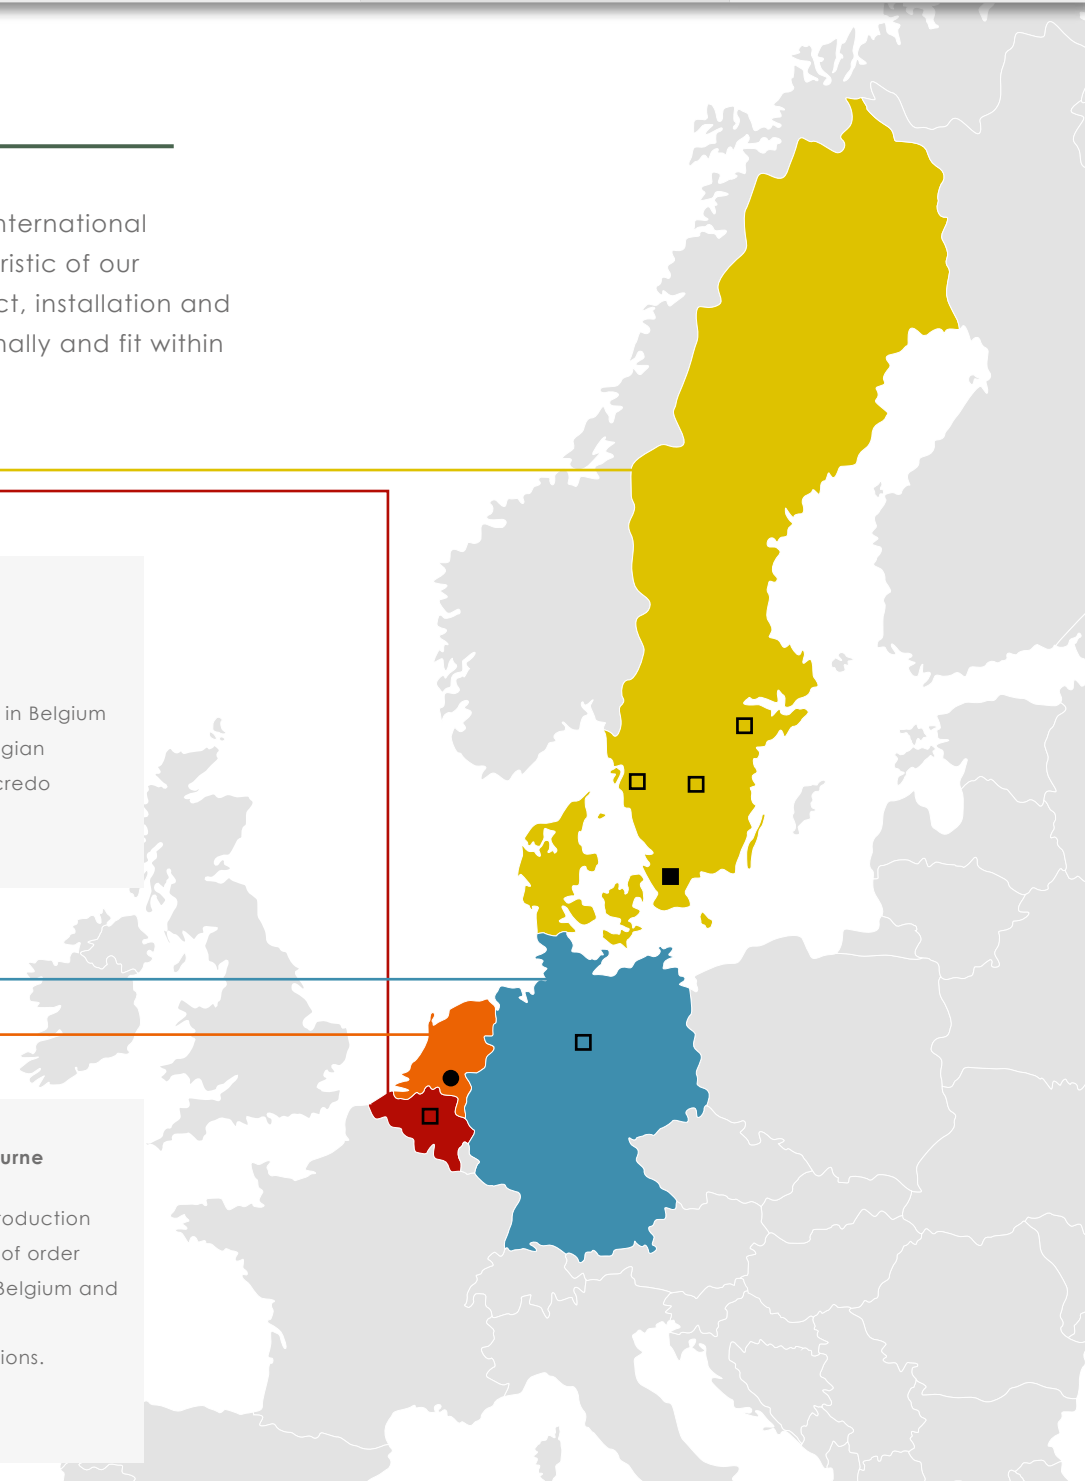 nternational
ristic of our
ct, installation and
nally and fit within
in Belgium
gian
credo
urne
roduction
of order
Belgium and
ions.